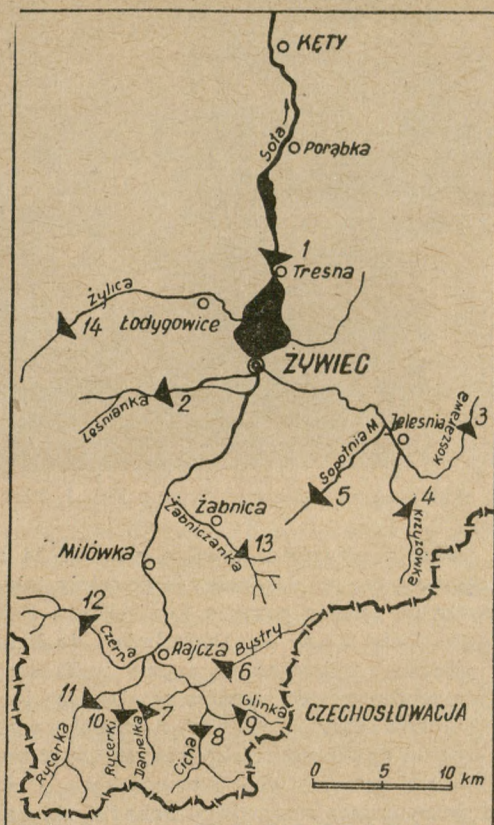 KĘTY
Soła
Porąbka
1
Tresna
Żylica
14
Łodygowice
ŻYWIEC
Leśnianka
2
Jeleśnia
Koszarawa
3
Sopotnia M.
5
4
Krzyżówka
Żabnica
Żabniczanka
13
Milówka
12
Czerna
Rajcza
Bystry
6
11
10
7
Glinka
9
8
CZECHOSŁOWACJA
Rycerka
Rycerki
Danielka
Cicha
0 5 10 km